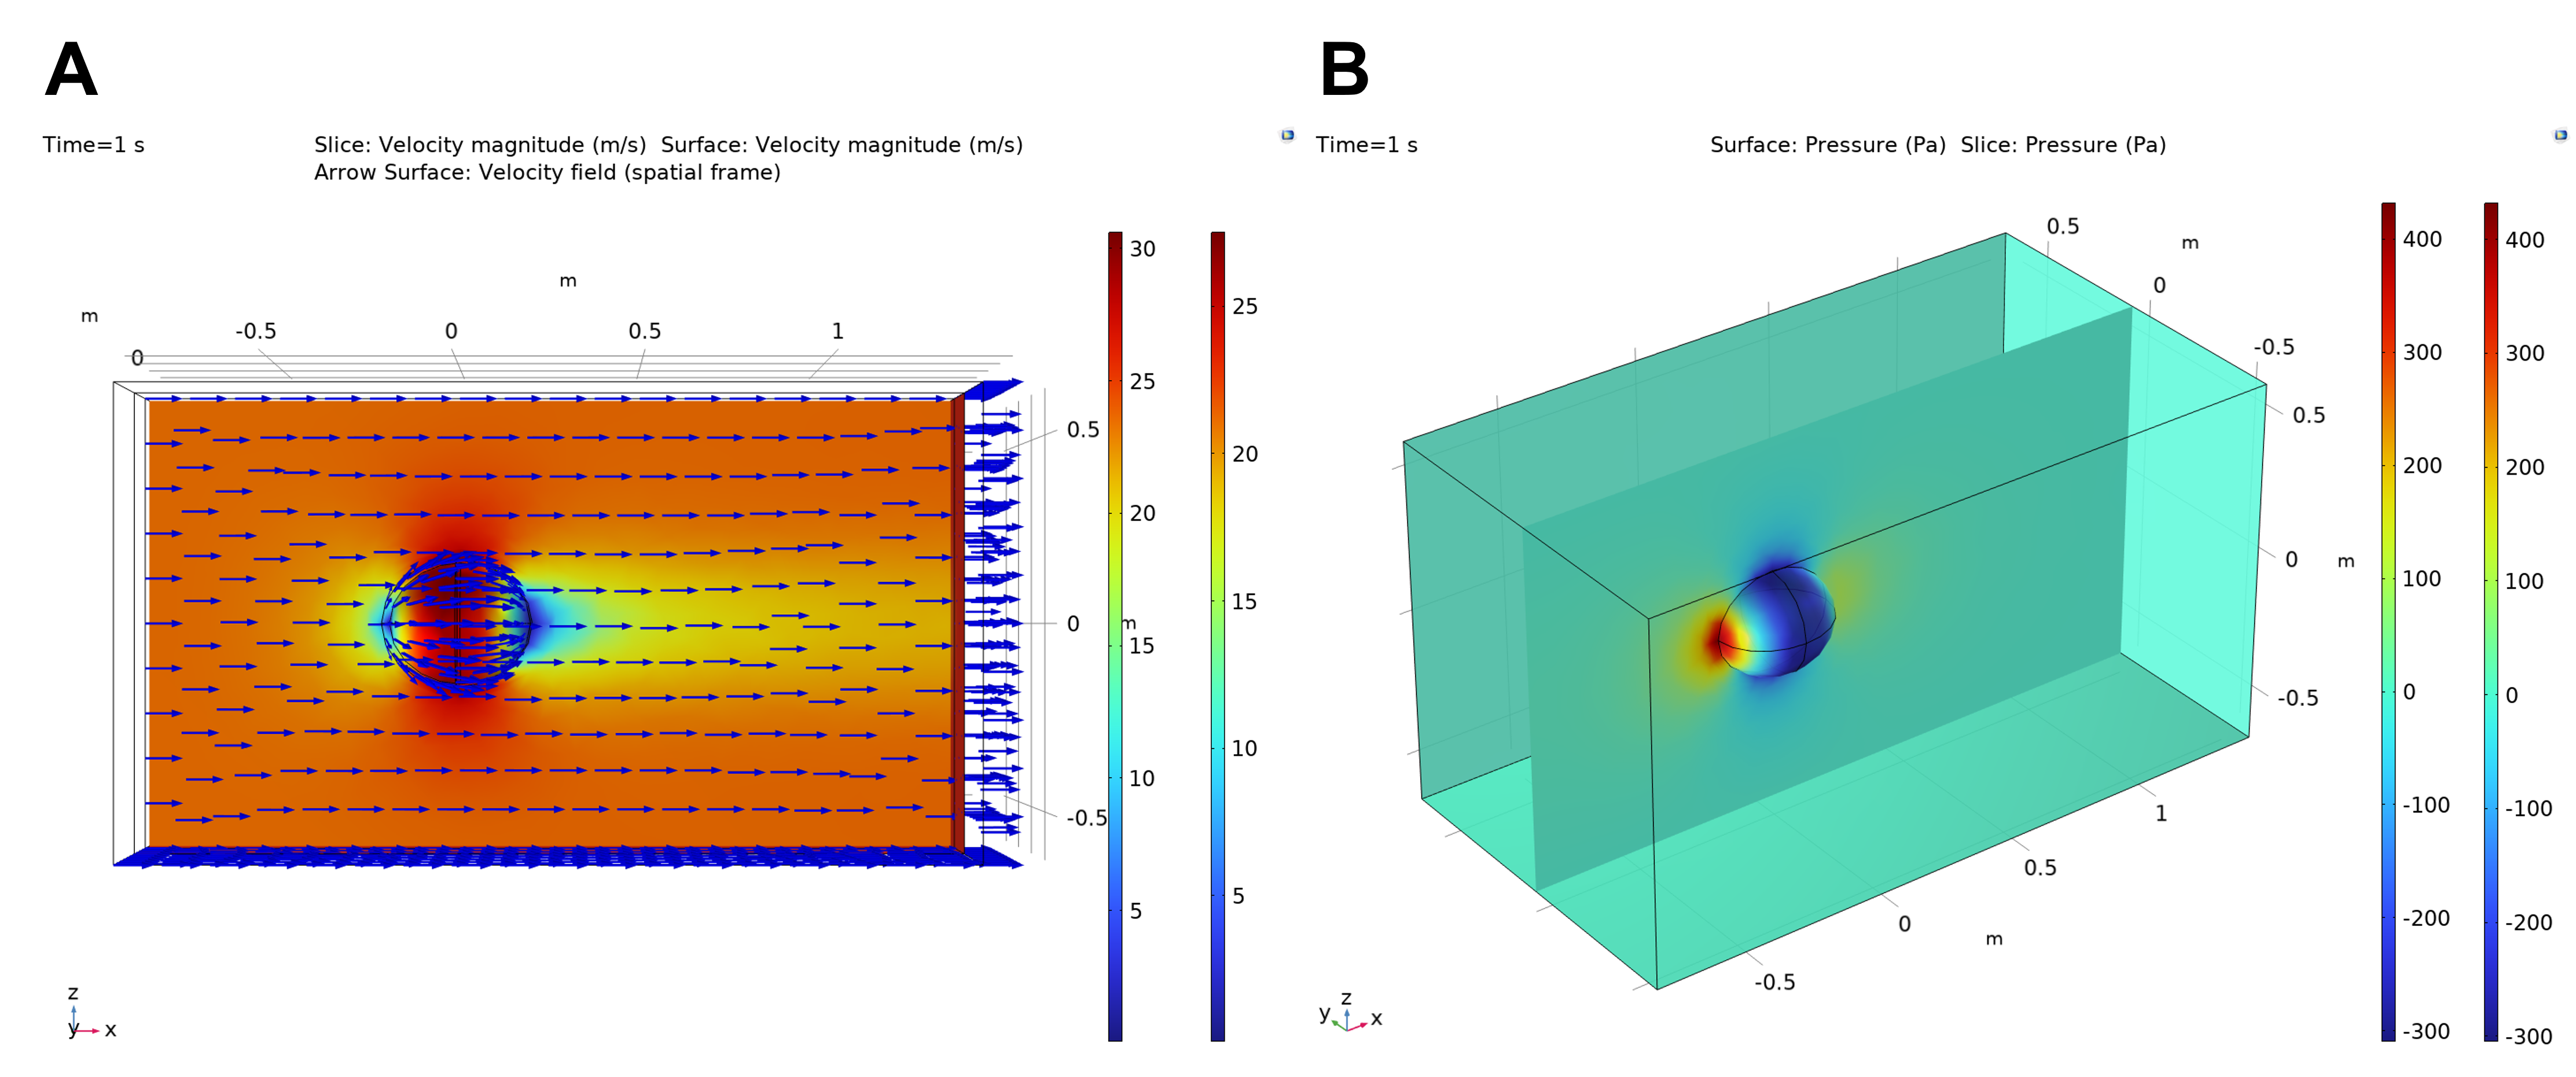 A
Time=1 s
Slice: Velocity magnitude (m/s)  Surface: Velocity magnitude (m/s)
Arrow Surface: Velocity field (spatial frame)
m
m
-0.5
0
0.5
1
0
0.5
0
m
-0.5
30
25
20
15
10
5
25
20
15
10
5
z
y
x
B
Time=1 s
Surface: Pressure (Pa)  Slice: Pressure (Pa)
0.5
m
0
-0.5
0.5
0
m
-0.5
1
0.5
0
m
-0.5
400
300
200
100
0
-100
-200
-300
400
300
200
100
0
-100
-200
-300
z
y
x